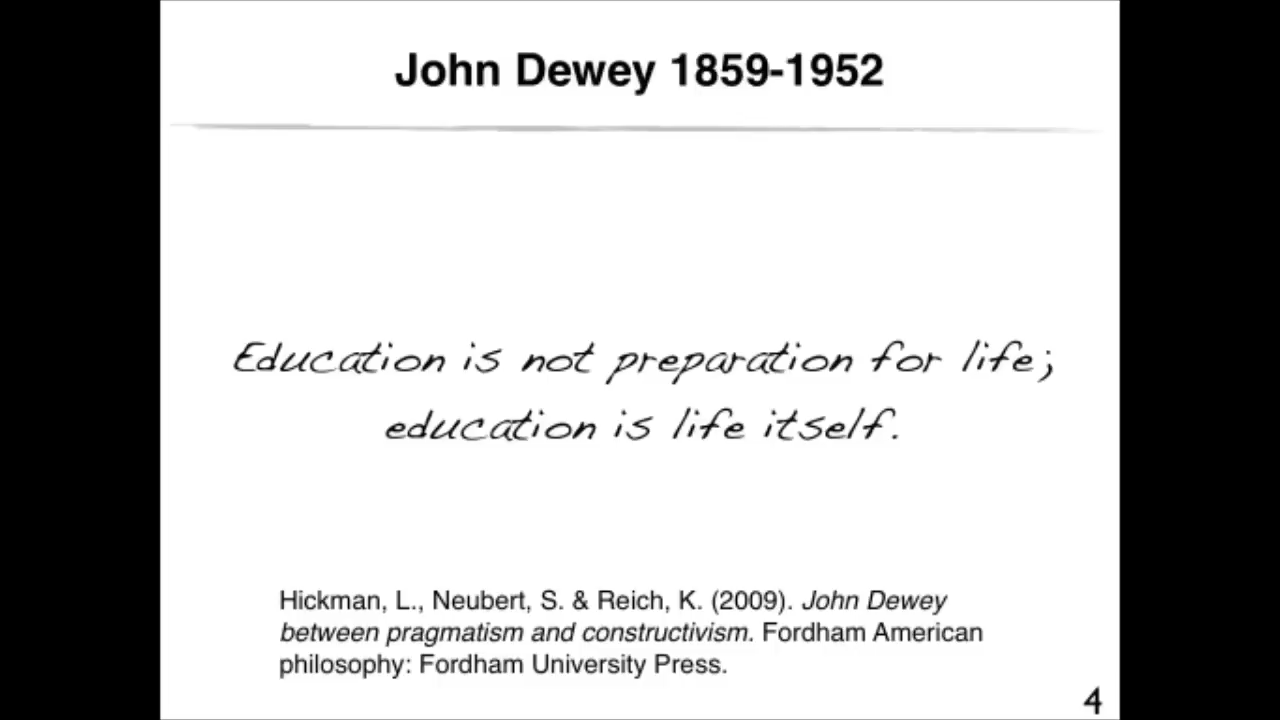 John Dewey 1859-1952
Education is not preparation for life;
education is life itself.
Hickman, L., Neubert, S. & Reich, K. (2009). John Dewey
between pragmatism and constructivism. Fordham American
philosophy: Fordham University Press.
4